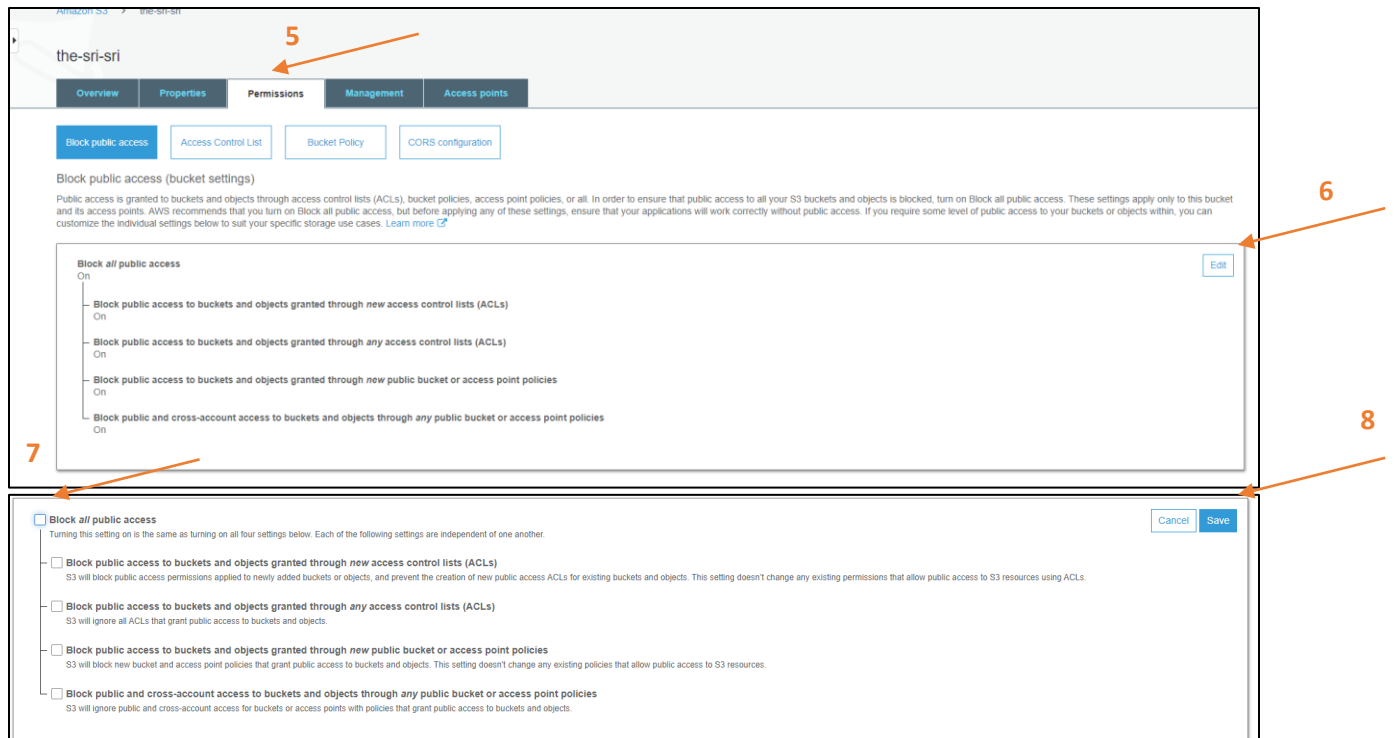 Amazon S3 > the-sri-sri
5
the-sri-sri
Overview Properties Permissions Management Access points
Block public access Access Control List Bucket Policy CORS configuration
Block public access (bucket settings)
Public access is granted to buckets and objects through access control lists (ACLs), bucket policies, access point policies, or all. In order to ensure that public access to all your S3 buckets and objects is blocked, turn on Block all public access. These settings apply only to this bucket
and its access points. AWS recommends that you turn on Block all public access, but before applying any of these settings, ensure that your applications will work correctly without public access. If you require some level of public access to your buckets or objects within, you can
customize the individual settings below to suit your specific storage use cases. Learn more
6
Block all public access
On
Edit
Block public access to buckets and objects granted through new access control lists (ACLs)
On
Block public access to buckets and objects granted through any access control lists (ACLs)
On
Block public access to buckets and objects granted through new public bucket or access point policies
On
Block public and cross-account access to buckets and objects through any public bucket or access point policies
On
7
8
Block all public access
Turning this setting on is the same as turning on all four settings below. Each of the following settings are independent of one another.
Cancel Save
Block public access to buckets and objects granted through new access control lists (ACLs)
S3 will block public access permissions applied to newly added buckets or objects, and prevent the creation of new public access ACLs for existing buckets and objects. This setting doesn't change any existing permissions that allow public access to S3 resources using ACLs.
Block public access to buckets and objects granted through any access control lists (ACLs)
S3 will ignore all ACLs that grant public access to buckets and objects.
Block public access to buckets and objects granted through new public bucket or access point policies
S3 will block new bucket and access point policies that grant public access to buckets and objects. This setting doesn't change any existing policies that allow public access to S3 resources.
Block public and cross-account access to buckets and objects through any public bucket or access point policies
S3 will ignore public and cross-account access for buckets or access points with policies that grant public access to buckets and objects.